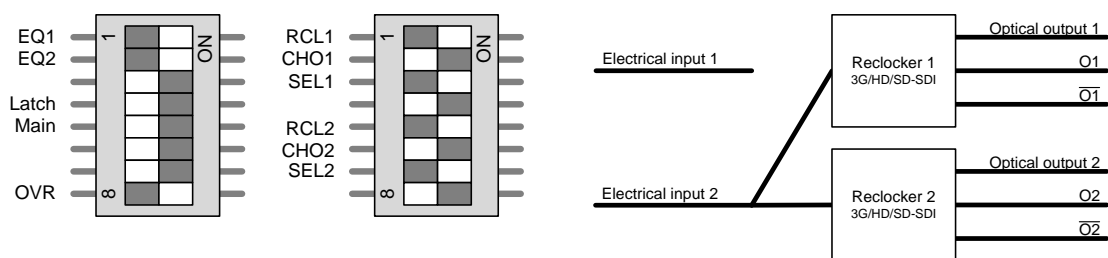 EQ1
EQ2
Latch
Main
OVR
1
8
ON
RCL1
CHO1
SEL1
RCL2
CHO2
SEL2
1
8
ON
Electrical input 1
Electrical input 2
Reclocker 1
3G/HD/SD-SDI
Optical output 1
O1
O̅1̅
Reclocker 2
3G/HD/SD-SDI
Optical output 2
O2
O̅2̅